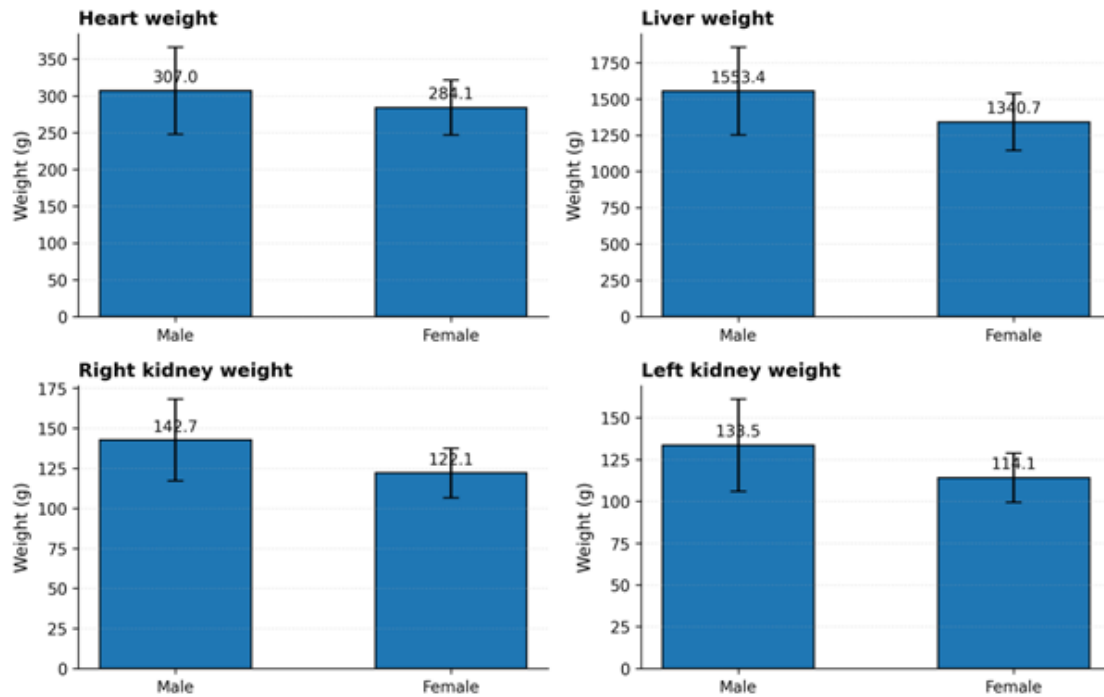 Heart weight
Weight (g)
350
300
250
200
150
100
50
0
307.0
284.1
Male
Female
Liver weight
Weight (g)
1750
1500
1250
1000
750
500
250
0
1553.4
1340.7
Male
Female
Right kidney weight
Weight (g)
175
150
125
100
75
50
25
0
142.7
122.1
Male
Female
Left kidney weight
Weight (g)
150
125
100
75
50
25
0
133.5
114.1
Male
Female